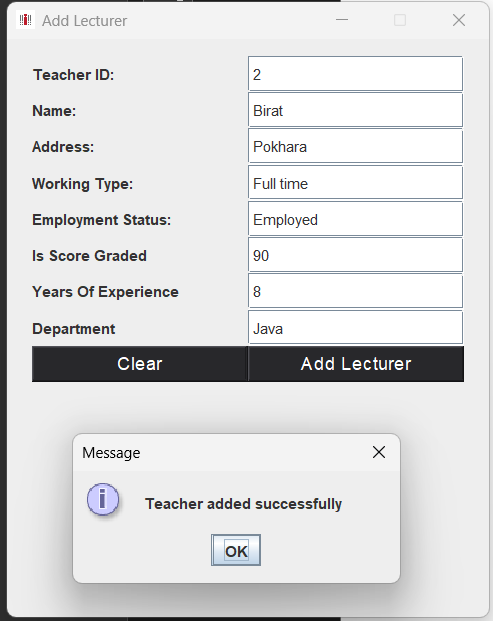 Add Lecturer
Teacher ID: 2
Name: Birat
Address: Pokhara
Working Type: Full time
Employment Status: Employed
Is Score Graded 90
Years Of Experience 8
Department Java
Clear Add Lecturer
Message
i Teacher added successfully
OK